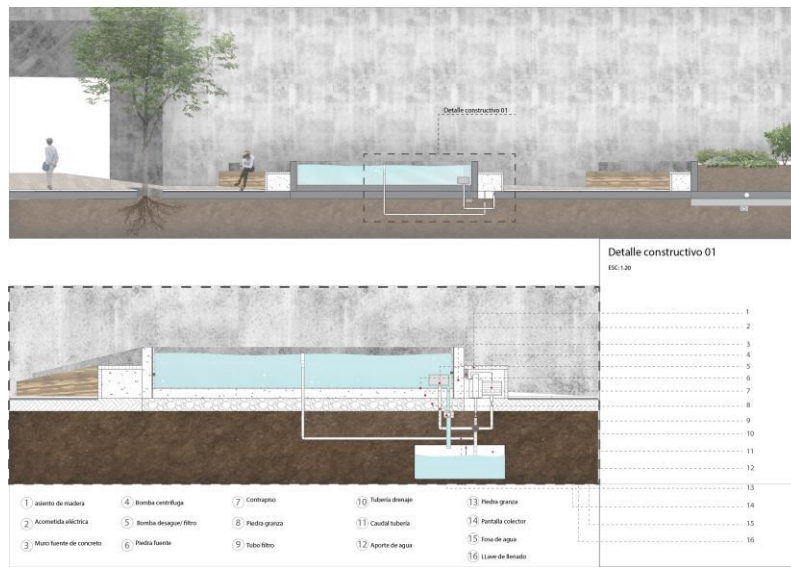 Detalle constructivo 01
Detalle constructivo 01
ESC: 1.20
1
2
3
4
5
6
7
8
9
10
11
12
13
14
15
16
1 asiento de madera
2 Acometida eléctrica
3 Muro fuente de concreto
4 Bomba centrífuga
5 Bomba desague/ filtro
6 Piedra fuente
7 Contrapiso
8 Piedra granza
9 Tubo filtro
10 Tubería drenaje
11 Caudal tubería
12 Aporte de agua
13 Piedra granza
14 Pantalla colector
15 Fosa de agua
16 LLave de llenado